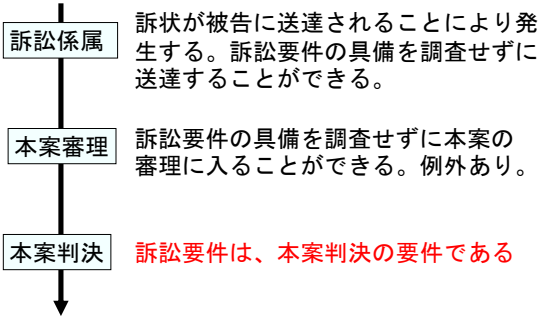 訴訟係属
訴状が被告に送達されることにより発
生する。訴訟要件の具備を調査せずに
送達することができる。
本案審理
訴訟要件の具備を調査せずに本案の
審理に入ることができる。例外あり。
本案判決
訴訟要件は、本案判決の要件である